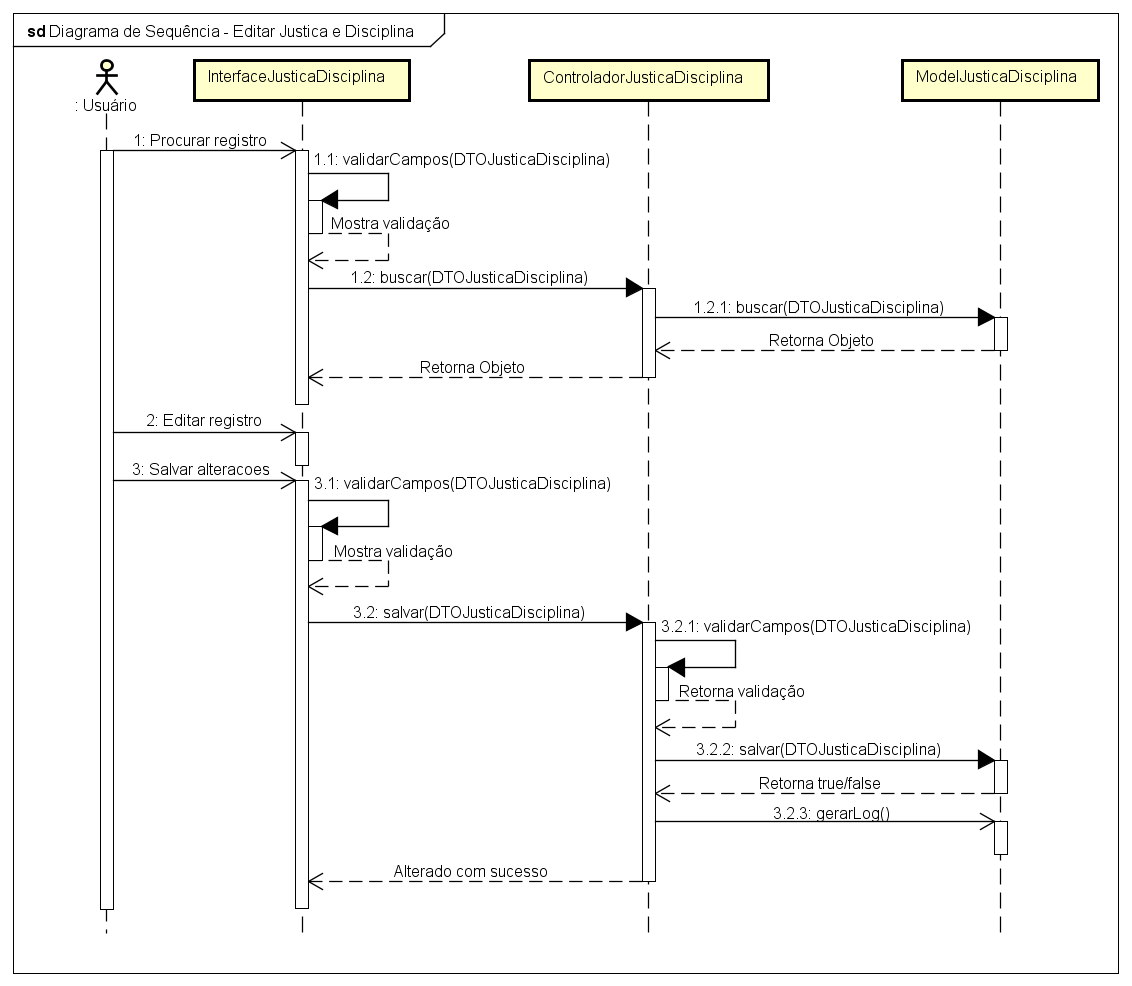 sd Diagrama de Sequência - Editar Justica e Disciplina
InterfaceJusticaDisciplina
ControladorJusticaDisciplina
ModelJusticaDisciplina
: Usuário
1: Procurar registro
1.1: validarCampos(DTOJusticaDisciplina)
Mostra validação
1.2: buscar(DTOJusticaDisciplina)
1.2.1: buscar(DTOJusticaDisciplina)
Retorna Objeto
Retorna Objeto
2: Editar registro
3: Salvar alteracoes
3.1: validarCampos(DTOJusticaDisciplina)
Mostra validação
3.2: salvar(DTOJusticaDisciplina)
3.2.1: validarCampos(DTOJusticaDisciplina)
Retorna validação
3.2.2: salvar(DTOJusticaDisciplina)
Retorna true/false
3.2.3: gerarLog()
Alterado com sucesso